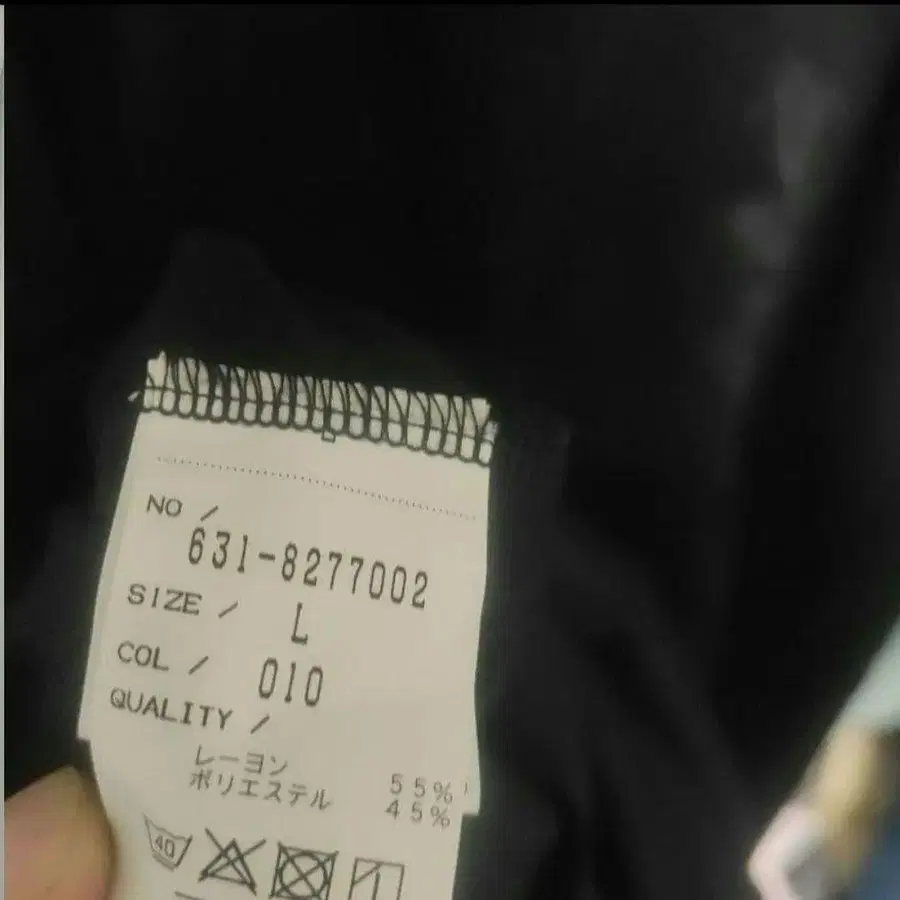 NO /
631-8277002
SIZE / L
COL / 010
QUALITY /
レーヨン 55%
ポリエステル 45%
40